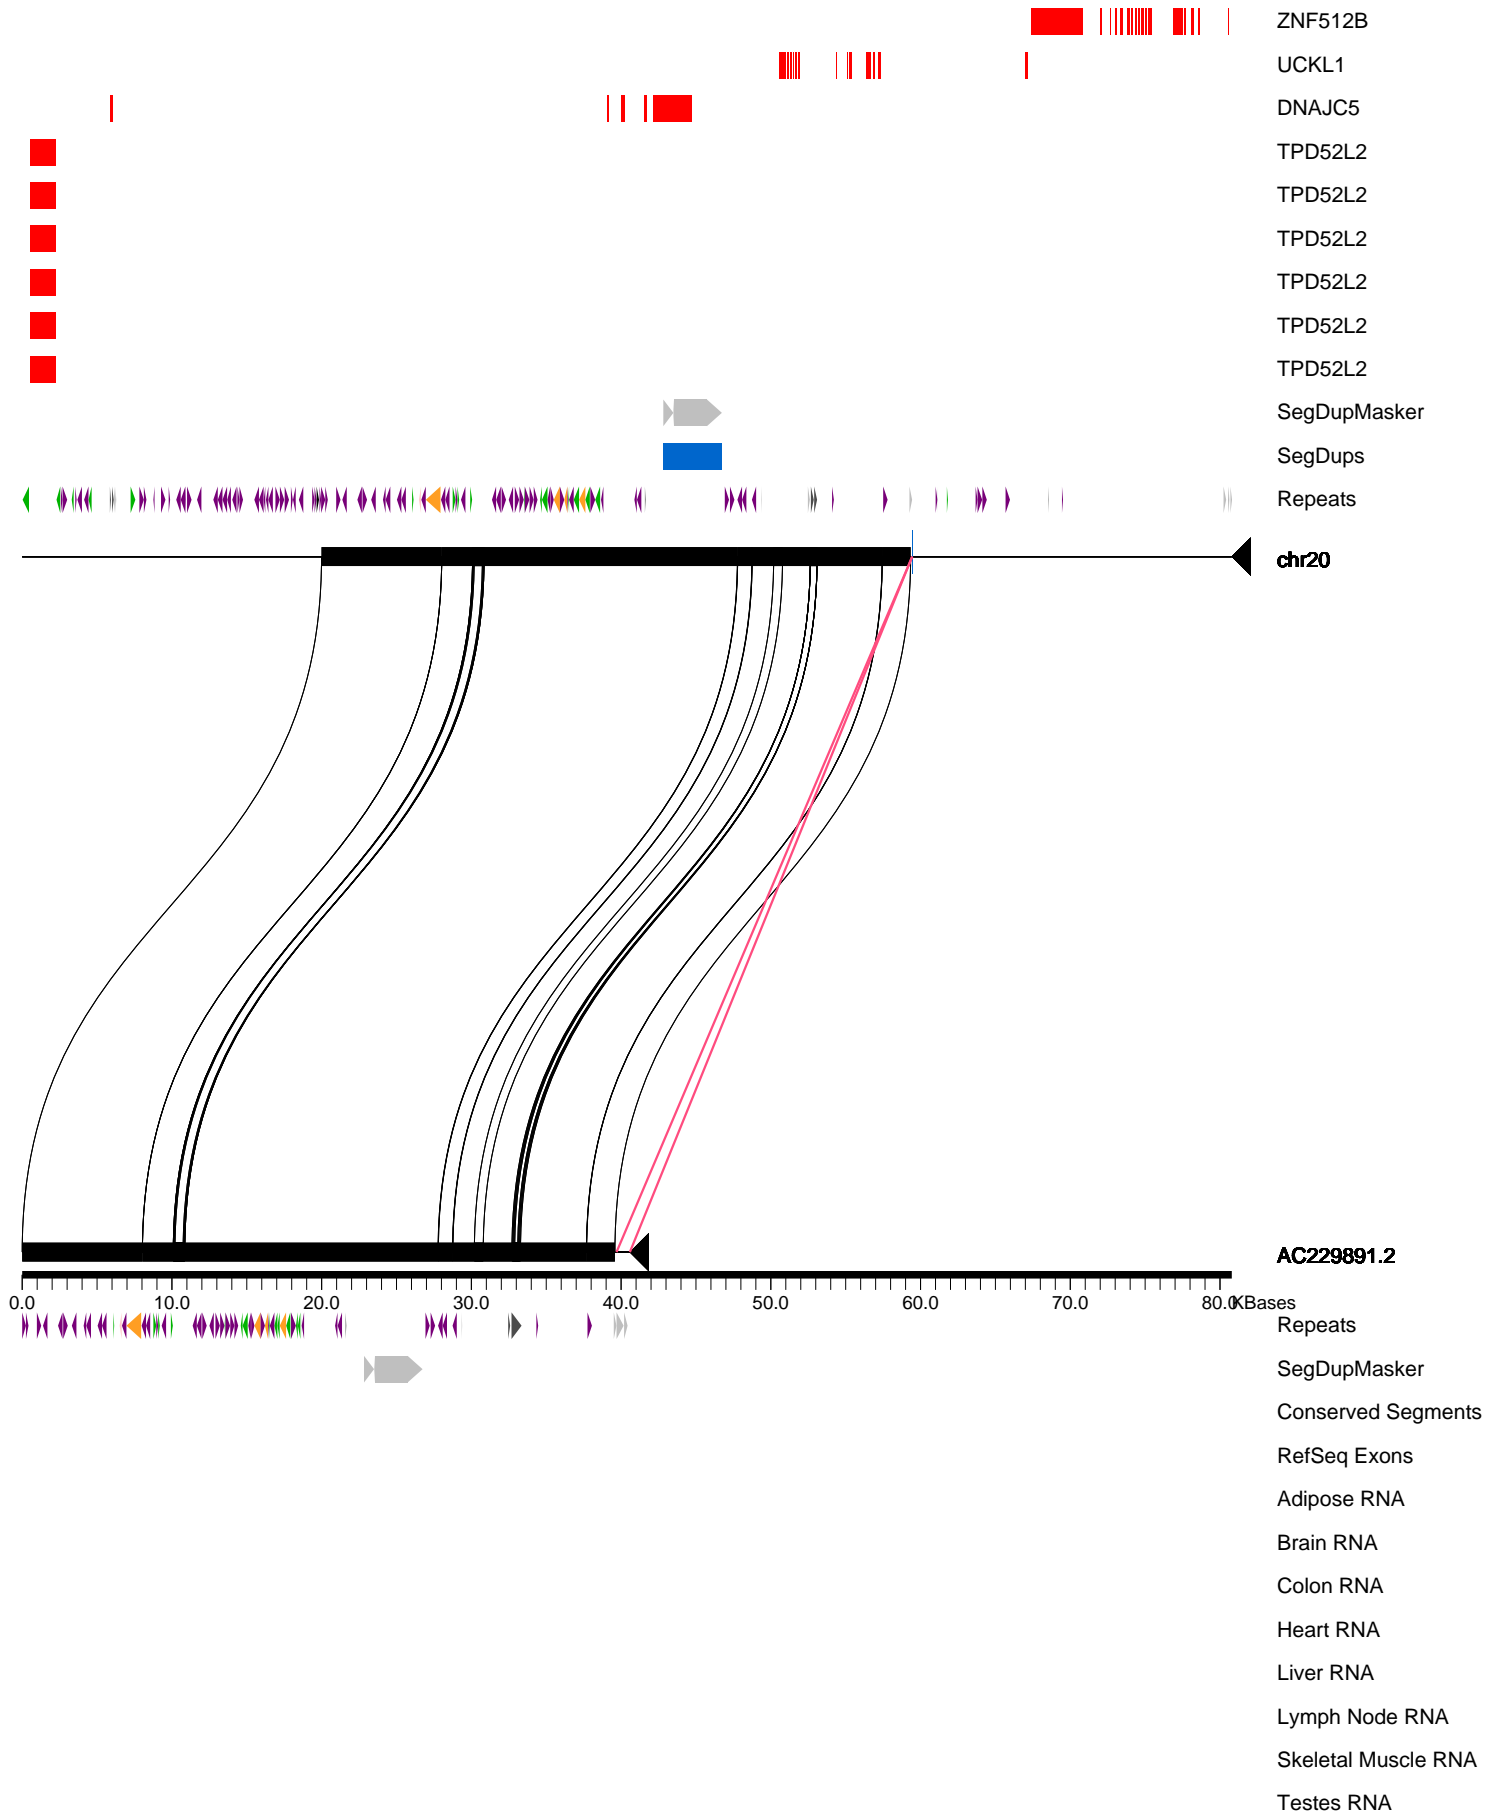 ZNF512B
UCKL1
DNAJC5
TPD52L2
TPD52L2
TPD52L2
TPD52L2
TPD52L2
TPD52L2
SegDupMasker
SegDups
Repeats
chr20
AC229891.2
0.0 10.0 20.0 30.0 40.0 50.0 60.0 70.0 80.0 KBases
Repeats
SegDupMasker
Conserved Segments
RefSeq Exons
Adipose RNA
Brain RNA
Colon RNA
Heart RNA
Liver RNA
Lymph Node RNA
Skeletal Muscle RNA
Testes RNA